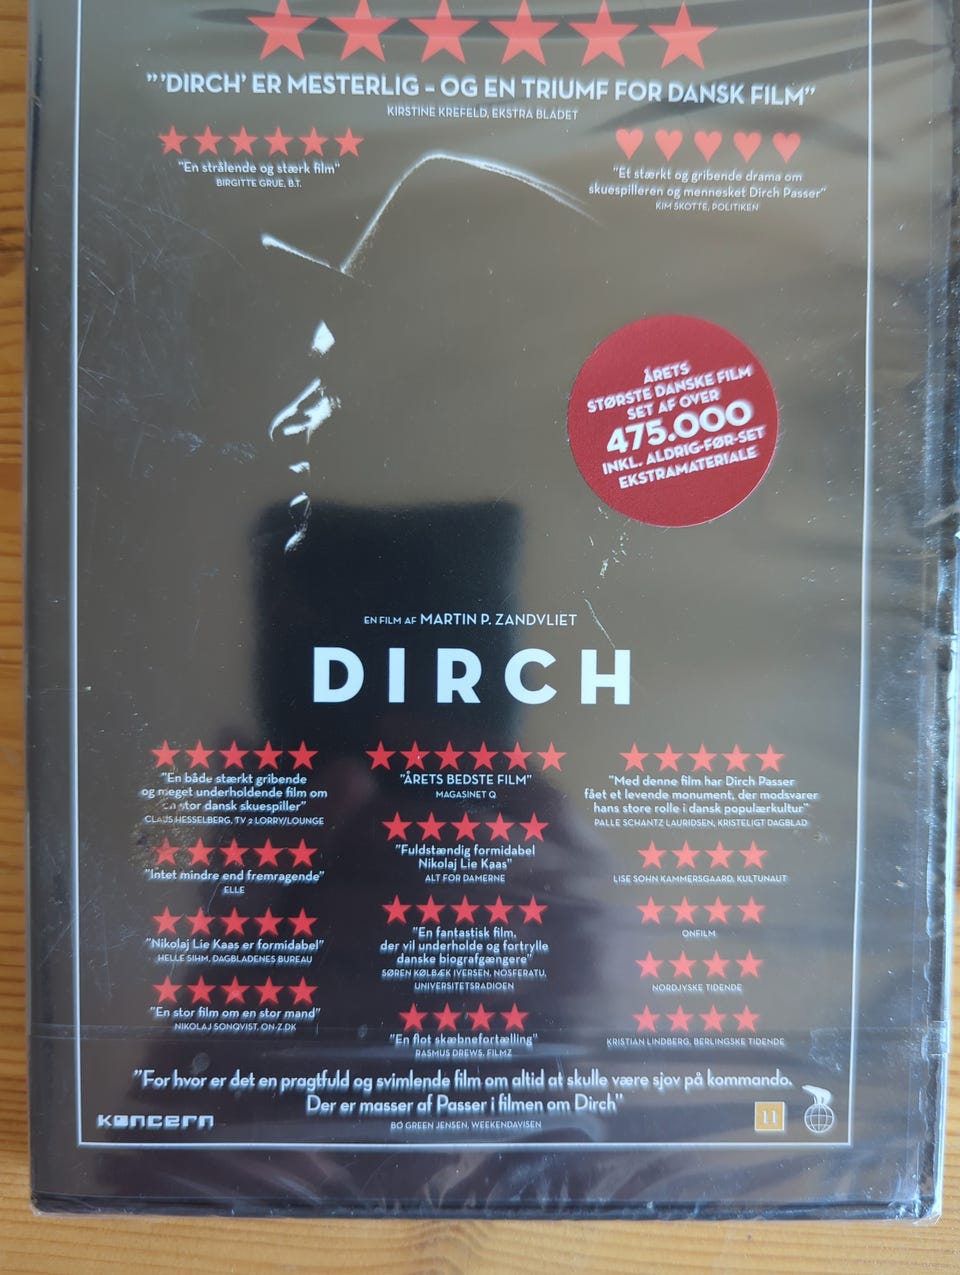 ”’DIRCH’ ER MESTERLIG – OG EN TRIUMF FOR DANSK FILM”
KIRSTINE KREFELD, EKSTRA BLADET
”En strålende og stærk film”
BIRGITTE GRUE, B.T.
”Et stærkt og gribende drama om
skuespilleren og mennesket Dirch Passer”
KIM SKOTTE, POLITIKEN
ÅRETS
STØRSTE DANSKE FILM
SET AF OVER
475.000
INKL. ALDRIG-FØR-SET
EKSTRAMATERIALE
EN FILM AF MARTIN P. ZANDVLIET
DIRCH
”En både stærkt gribende
og meget underholdende film om
en stor dansk skuespiller”
CLAUS HESSELBERG, TV 2 LORRY/LOUNGE
”Intet mindre end fremragende”
ELLE
”Nikolaj Lie Kaas er formidabel”
HELLE SIHM, DAGBLADENES BUREAU
”En stor film om en stor mand”
NIKOLAJ SONQVIST, ON-Z.DK
”ÅRETS BEDSTE FILM”
MAGASINET Q
”Fuldstændig formidabel
Nikolaj Lie Kaas”
ALT FOR DAMERNE
”En fantastisk film,
der vil underholde og fortrylle
danske biografgængere”
SØREN KØLBÆK IVERSEN, NOSFERATU,
UNIVERSITETSRADIOEN
”En flot skæbnefortælling”
RASMUS DREWS, FILMZ
”Med denne film har Dirch Passer
fået et levende monument, der modsvarer
hans store rolle i dansk populærkultur”
PALLE SCHANTZ LAURIDSEN, KRISTELIGT DAGBLAD
LISE SOHN KAMMERSGAARD, KULTUNAUT
ONFILM
NORDJYSKE TIDENDE
KRISTIAN LINDBERG, BERLINGSKE TIDENDE
”For hvor er det en pragtfuld og svimlende film om altid at skulle være sjov på kommando.
Der er masser af Passer i filmen om Dirch”
BO GREEN JENSEN, WEEKENDAVISEN
KONCERN
11